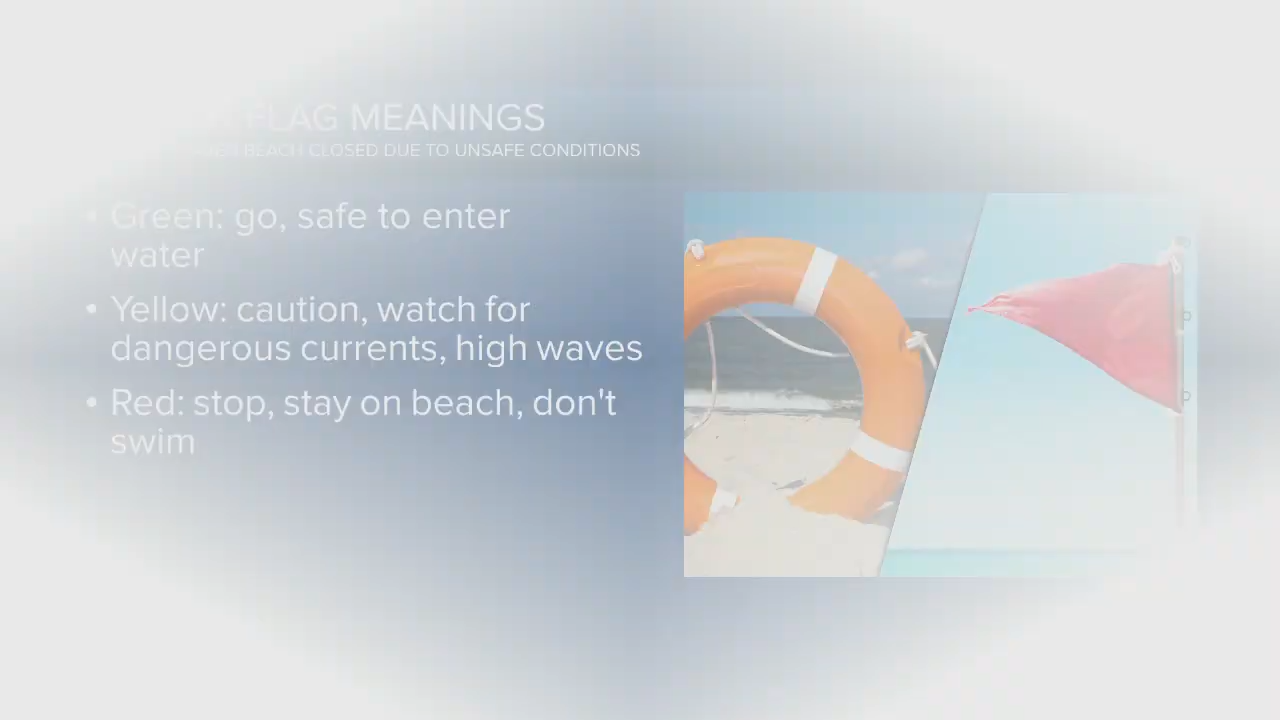 FLAG MEANINGS
BEACH CLOSED DUE TO UNSAFE CONDITIONS
• Green: go, safe to enter
water
• Yellow: caution, watch for
dangerous currents, high waves
• Red: stop, stay on beach, don't
swim